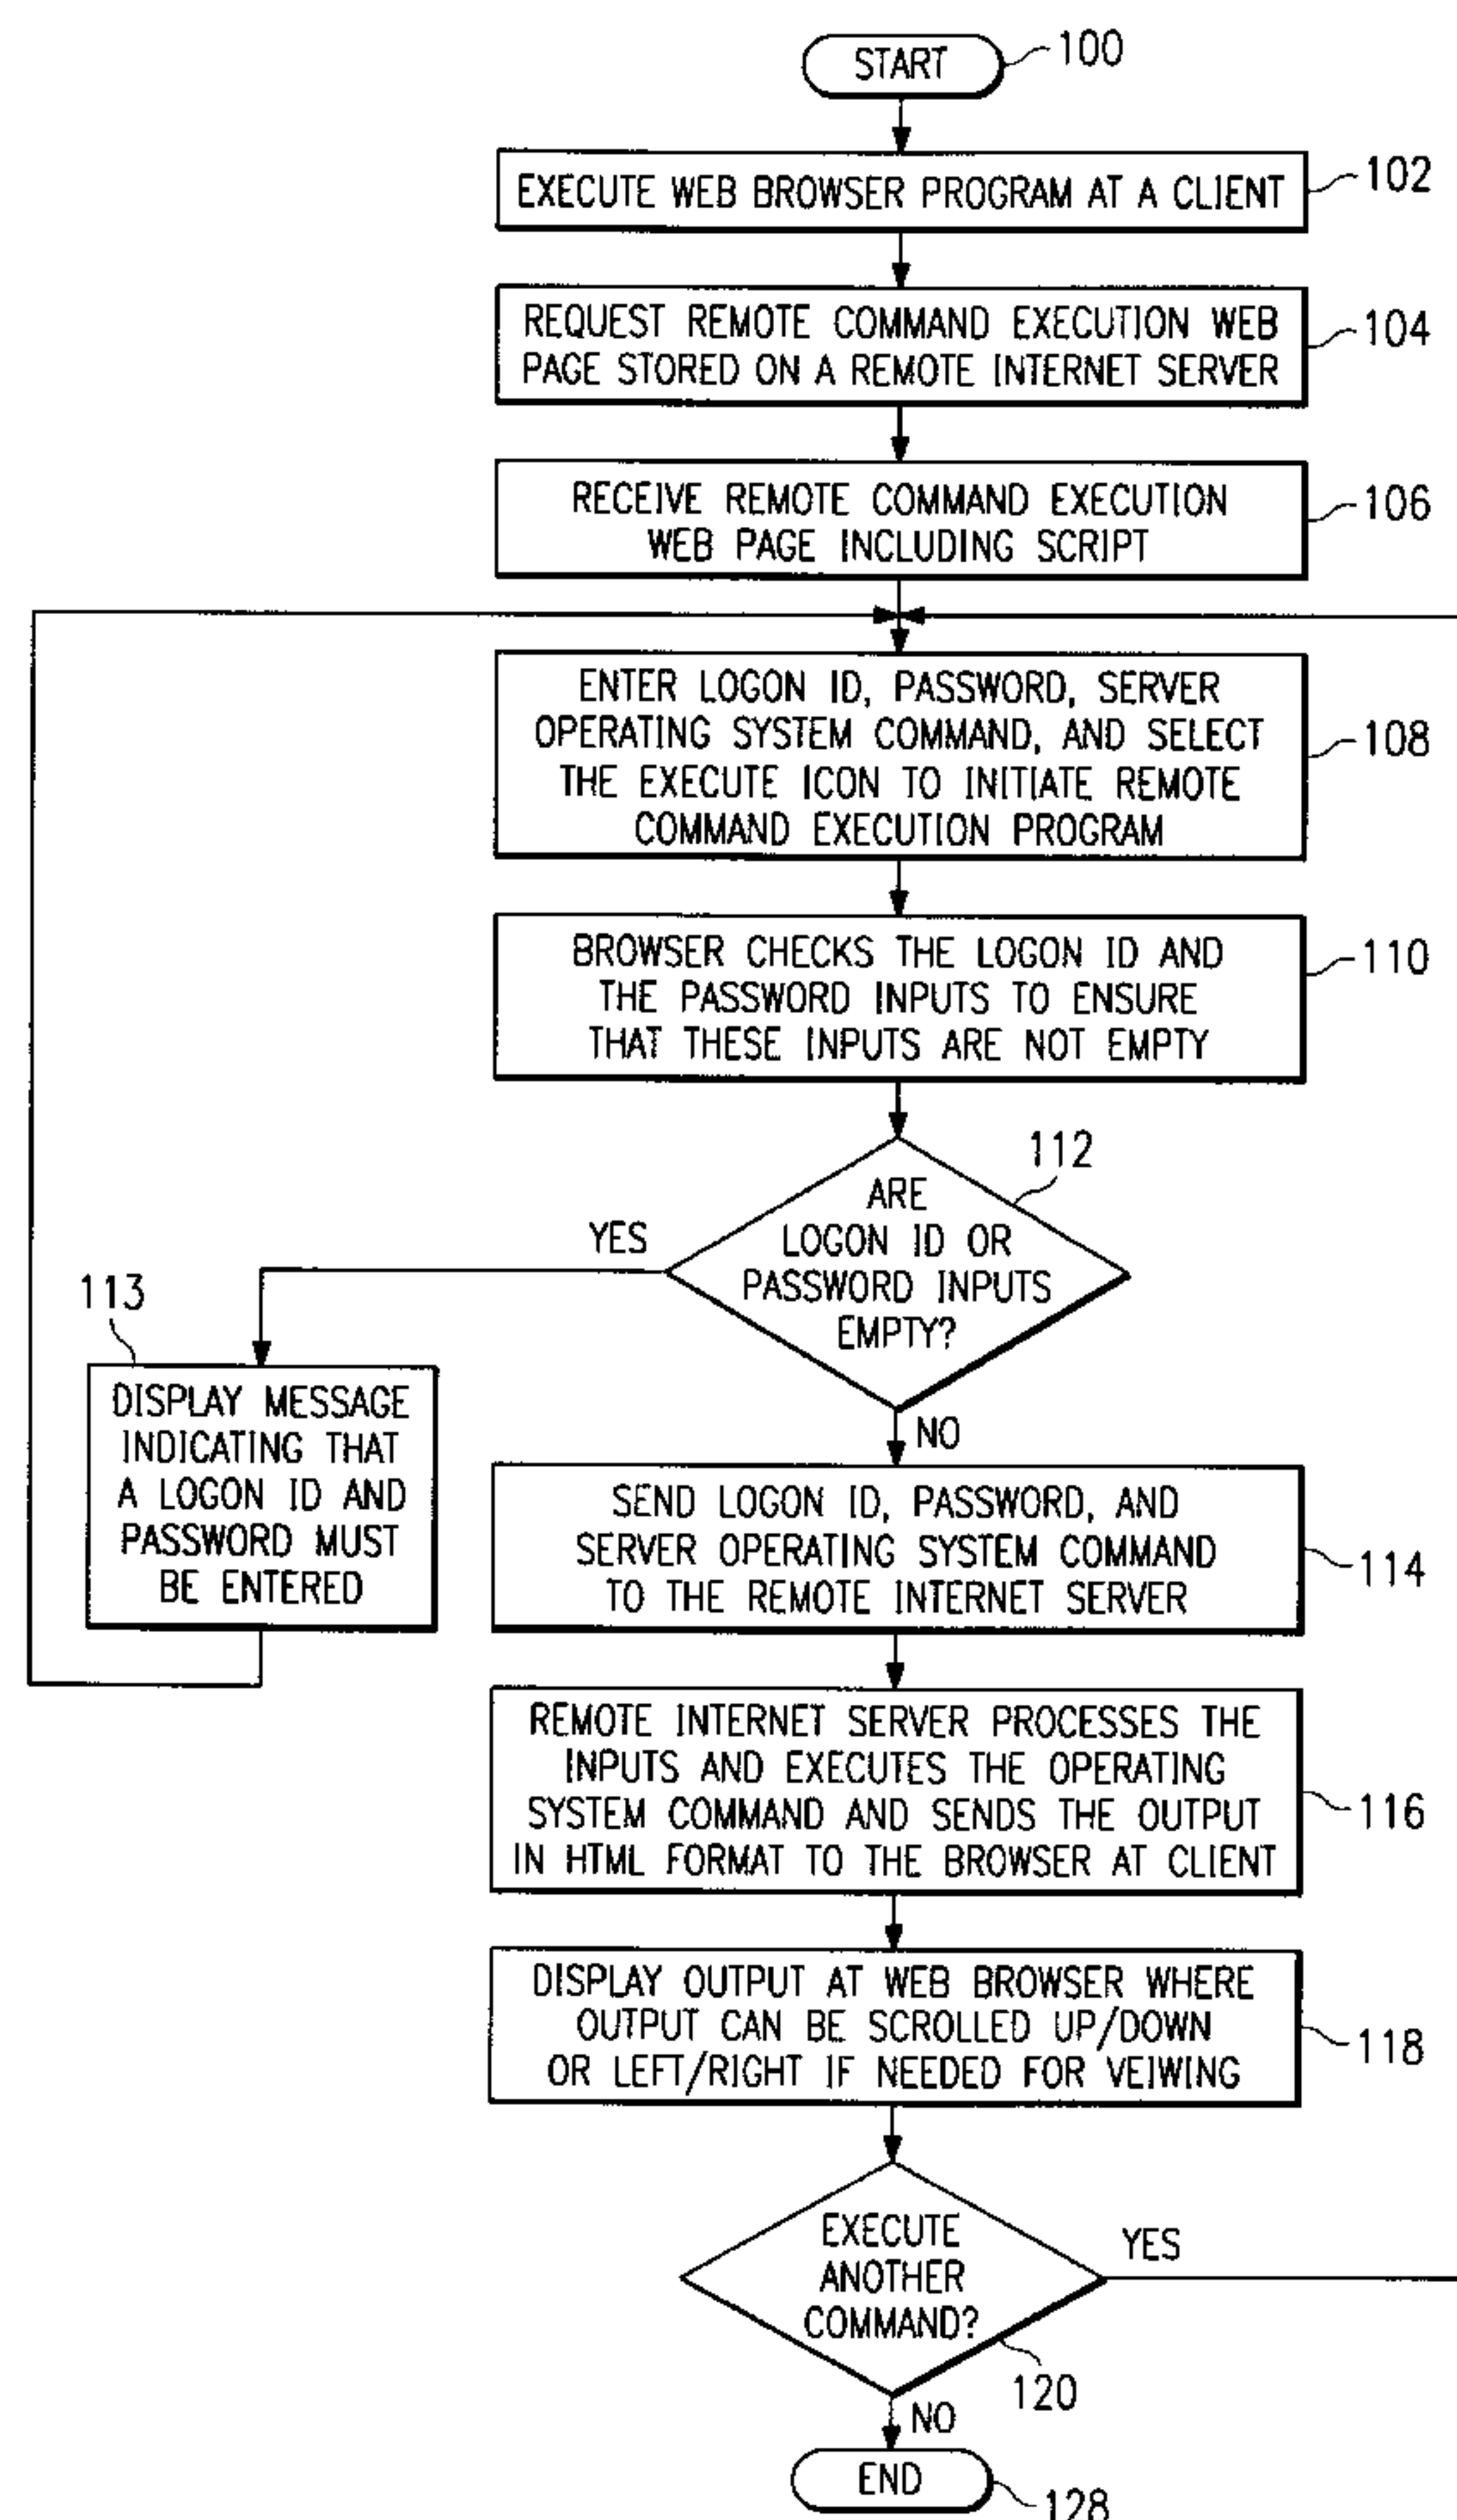 START
100
EXECUTE WEB BROWSER PROGRAM AT A CLIENT
102
REQUEST REMOTE COMMAND EXECUTION WEB
PAGE STORED ON A REMOTE INTERNET SERVER
104
RECEIVE REMOTE COMMAND EXECUTION
WEB PAGE INCLUDING SCRIPT
106
ENTER LOGON ID, PASSWORD, SERVER
OPERATING SYSTEM COMMAND, AND SELECT
THE EXECUTE ICON TO INITIATE REMOTE
COMMAND EXECUTION PROGRAM
108
BROWSER CHECKS THE LOGON ID AND
THE PASSWORD INPUTS TO ENSURE
THAT THESE INPUTS ARE NOT EMPTY
110
112
ARE
LOGON ID OR
PASSWORD INPUTS
EMPTY?
YES
113
DISPLAY MESSAGE
INDICATING THAT
A LOGON ID AND
PASSWORD MUST
BE ENTERED
NO
SEND LOGON ID, PASSWORD, AND
SERVER OPERATING SYSTEM COMMAND
TO THE REMOTE INTERNET SERVER
114
REMOTE INTERNET SERVER PROCESSES THE
INPUTS AND EXECUTES THE OPERATING
SYSTEM COMMAND AND SENDS THE OUTPUT
IN HTML FORMAT TO THE BROWSER AT CLIENT
116
DISPLAY OUTPUT AT WEB BROWSER WHERE
OUTPUT CAN BE SCROLLED UP/DOWN
OR LEFT/RIGHT IF NEEDED FOR VEIWING
118
EXECUTE
ANOTHER
COMMAND?
YES
120
NO
END
128